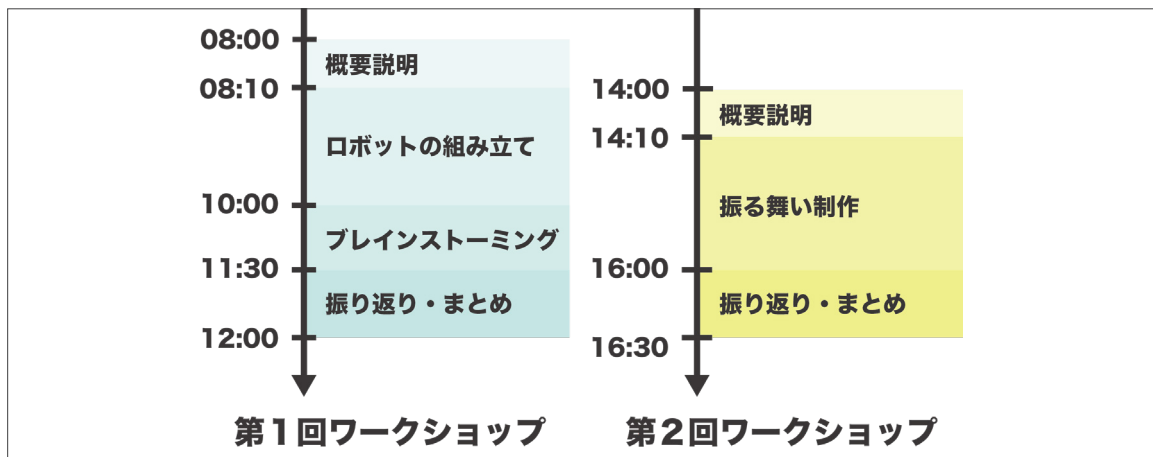 08:00
概要説明
08:10
ロボットの組み立て
10:00
ブレインストーミング
11:30
振り返り・まとめ
12:00
第1回ワークショップ
14:00
概要説明
14:10
振る舞い制作
16:00
振り返り・まとめ
16:30
第2回ワークショップ